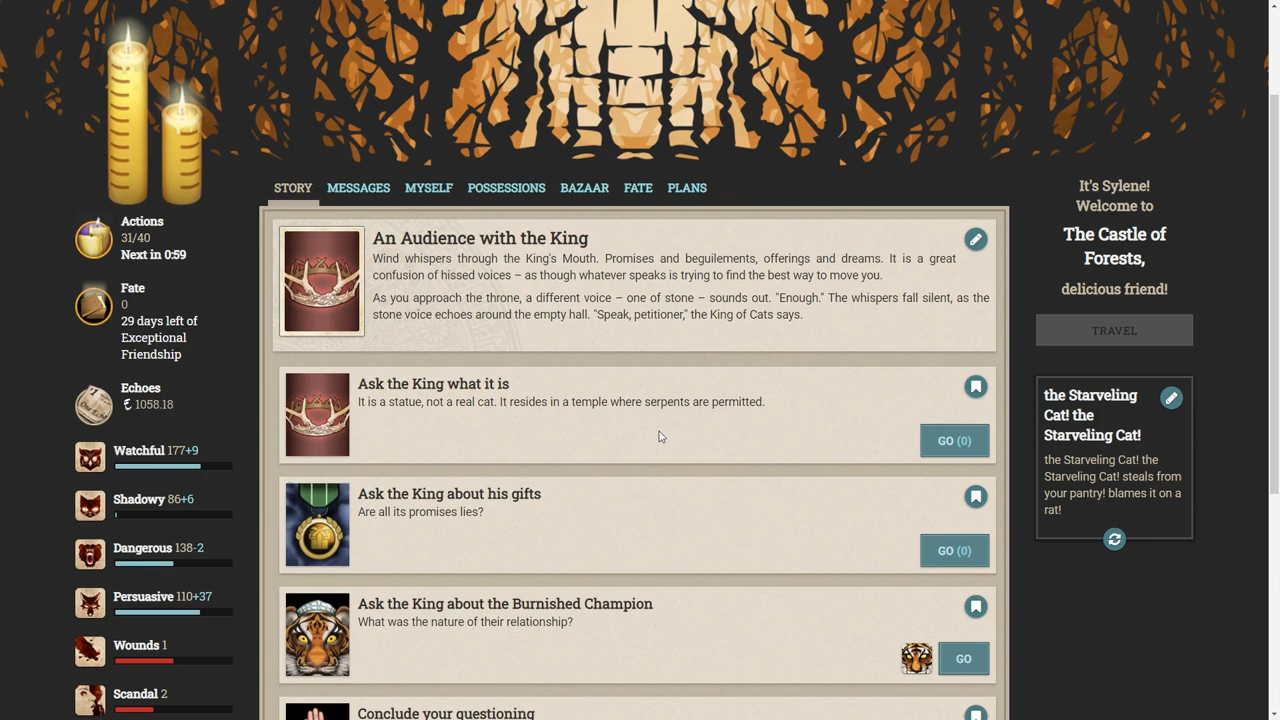 STORY MESSAGES MYSELF POSSESSIONS BAZAAR FATE PLANS
Actions
31/40
Next in 0:59
Fate
0
29 days left of
Exceptional
Friendship
Echoes
1058.18
Watchful 177+9
Shadowy 86+6
Dangerous 138-2
Persuasive 110+37
Wounds 1
Scandal 2
An Audience with the King
Wind whispers through the King's Mouth. Promises and beguilements, offerings and dreams. It is a great
confusion of hissed voices – as though whatever speaks is trying to find the best way to move you.
As you approach the throne, a different voice – one of stone – sounds out. "Enough." The whispers fall silent, as the
stone voice echoes around the empty hall. "Speak, petitioner," the King of Cats says.
Ask the King what it is
It is a statue, not a real cat. It resides in a temple where serpents are permitted.
GO (0)
Ask the King about his gifts
Are all its promises lies?
GO (0)
Ask the King about the Burnished Champion
What was the nature of their relationship?
GO
Conclude your questioning
It's Sylene!
Welcome to
The Castle of
Forests,
delicious friend!
TRAVEL
the Starveling
Cat! the
Starveling Cat!
the Starveling Cat! the
Starveling Cat! steals from
your pantry! blames it on a
rat!